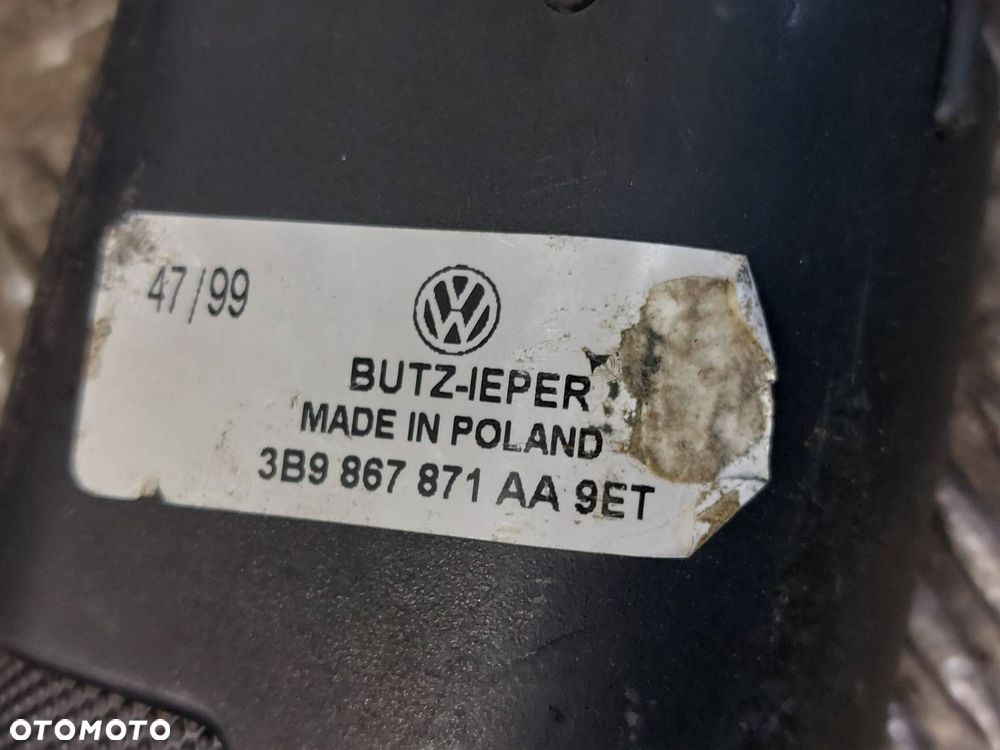 47/99
BUTZ-IEPER
MADE IN POLAND
3B9 867 871 AA 9ET
OTOMOTO